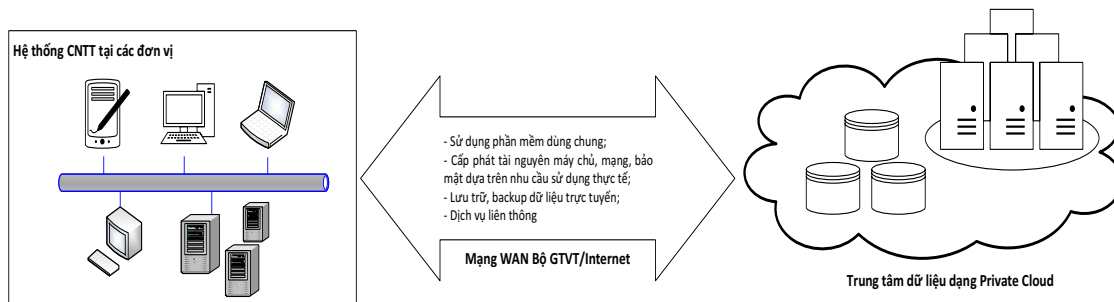 Hệ thống CNTT tại các đơn vị
- Sử dụng phần mềm dùng chung;
- Cấp phát tài nguyên máy chủ, mạng, bảo
mật dựa trên nhu cầu sử dụng thực tế;
- Lưu trữ, backup dữ liệu trực tuyến;
- Dịch vụ liên thông
Mạng WAN Bộ GTVT/Internet
Trung tâm dữ liệu dạng Private Cloud